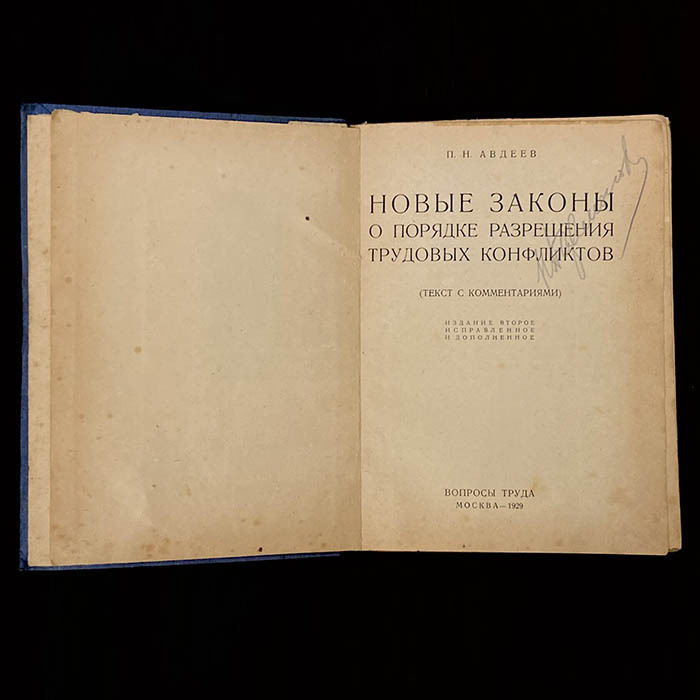 П. Н. АВДЕЕВ
НОВЫЕ ЗАКОНЫ
О ПОРЯДКЕ РАЗРЕШЕНИЯ
ТРУДОВЫХ КОНФЛИКТОВ
(ТЕКСТ С КОММЕНТАРИЯМИ)
ИЗДАНИЕ ВТОРОЕ
ИСПРАВЛЕННОЕ
И ДОПОЛНЕННОЕ
ВОПРОСЫ ТРУДА
МОСКВА—1929